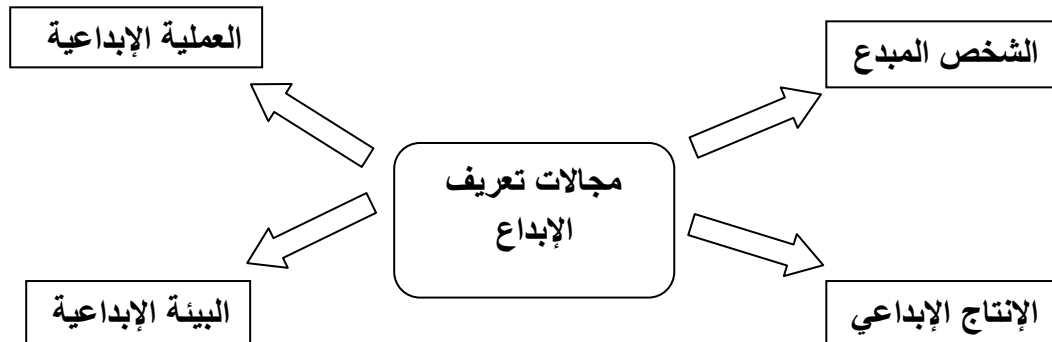 الشخص المبدع
العملية الإبداعية
مجالات تعريف
الإبداع
الإنتاج الإبداعي
البيئة الإبداعية